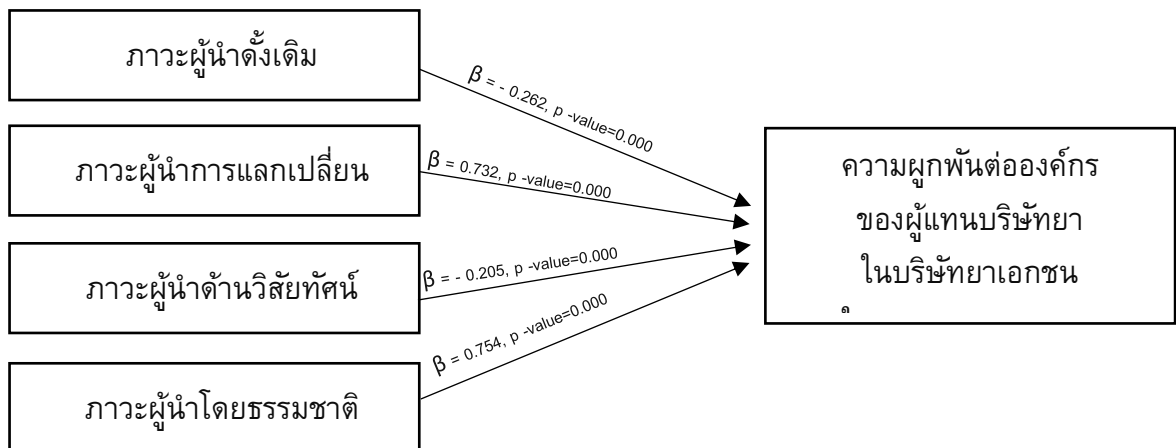 ภาวะผู้นำดั้งเดิม
β = - 0.262, p -value=0.000
ภาวะผู้นำการแลกเปลี่ยน
β = 0.732, p -value=0.000
ภาวะผู้นำด้านวิสัยทัศน์
β = - 0.205, p -value=0.000
ภาวะผู้นำโดยธรรมชาติ
β = 0.754, p -value=0.000
ความผูกพันต่อองค์กร
ของผู้แทนบริษัทยา
ในบริษัทยาเอกชน